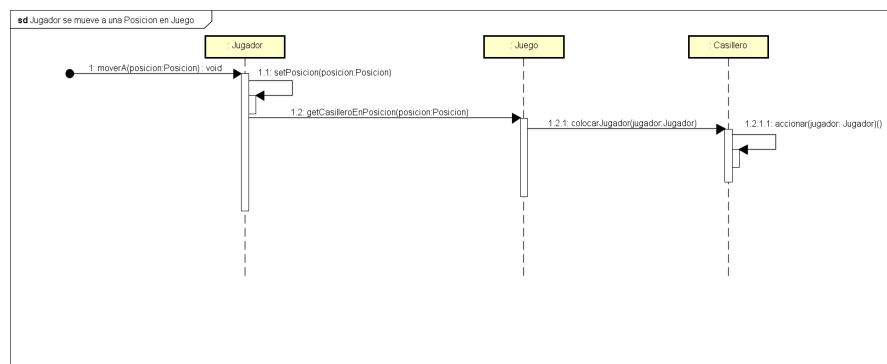 sd Jugador se mueve a una Posicion en Juego
: Jugador
: Juego
: Casillero
1: moverA(posicion:Posicion) : void
1.1: setPosicion(posicion:Posicion)
1.2: getCasilleroEnPosicion(posicion:Posicion)
1.2.1: colocarJugador(jugador:Jugador)
1.2.1.1: accionar(jugador: Jugador)()